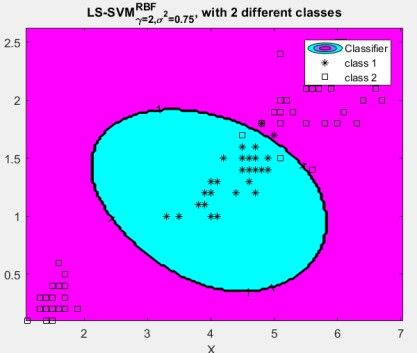 LS-SVM^{RBF}_{γ=2,σ²=0.75}, with 2 different classes
Classifier
class 1
class 2
2.5
2
1.5
1
0.5
2 3 4 5 6 7
X